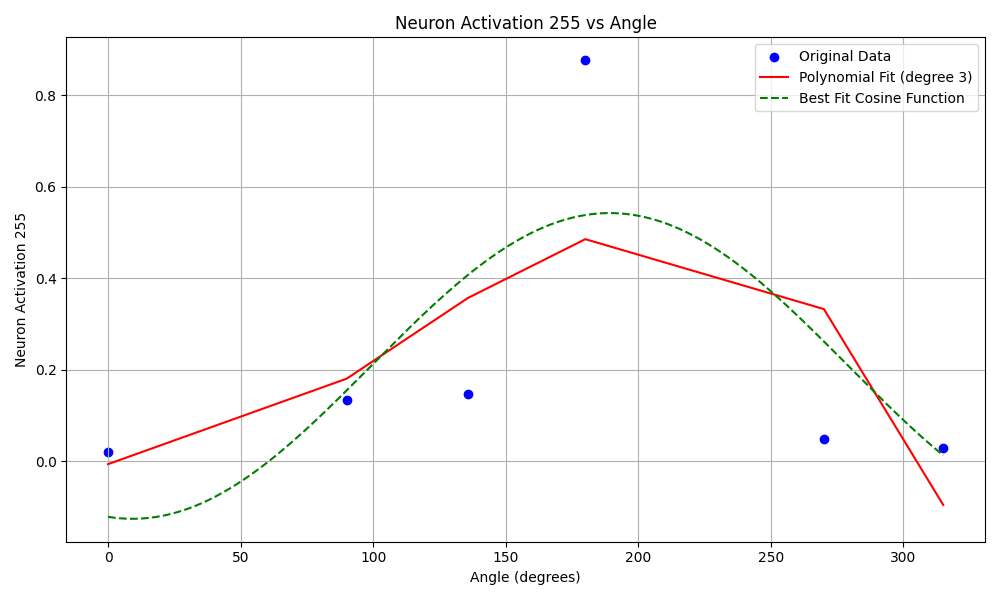 Neuron Activation 255 vs Angle
Original Data
Polynomial Fit (degree 3)
Best Fit Cosine Function
Neuron Activation 255
0.8
0.6
0.4
0.2
0.0
0 50 100 150 200 250 300
Angle (degrees)